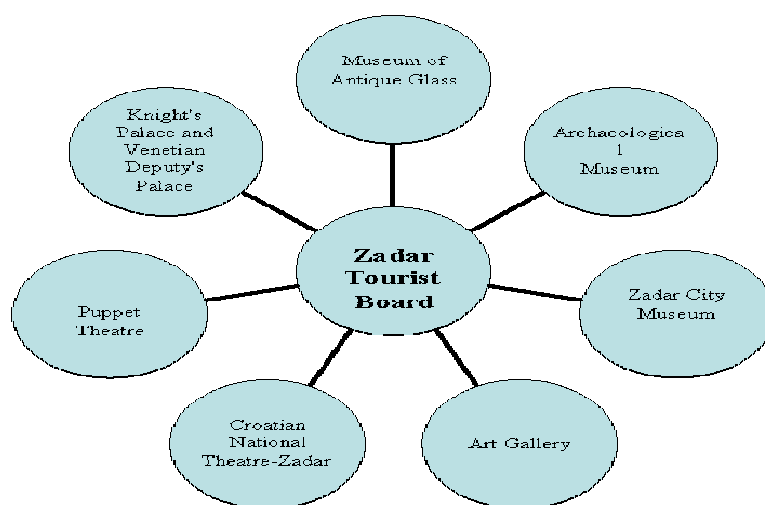 Museum of
Antique Glass
Knight's
Palace and
Venetian
Deputy's
Palace
Archacologica
l
Museum
Zadar
Tourist
Board
Puppet
Theatre
Zadar City
Museum
Croatian
National
Theatre-Zadar
Art Gallery